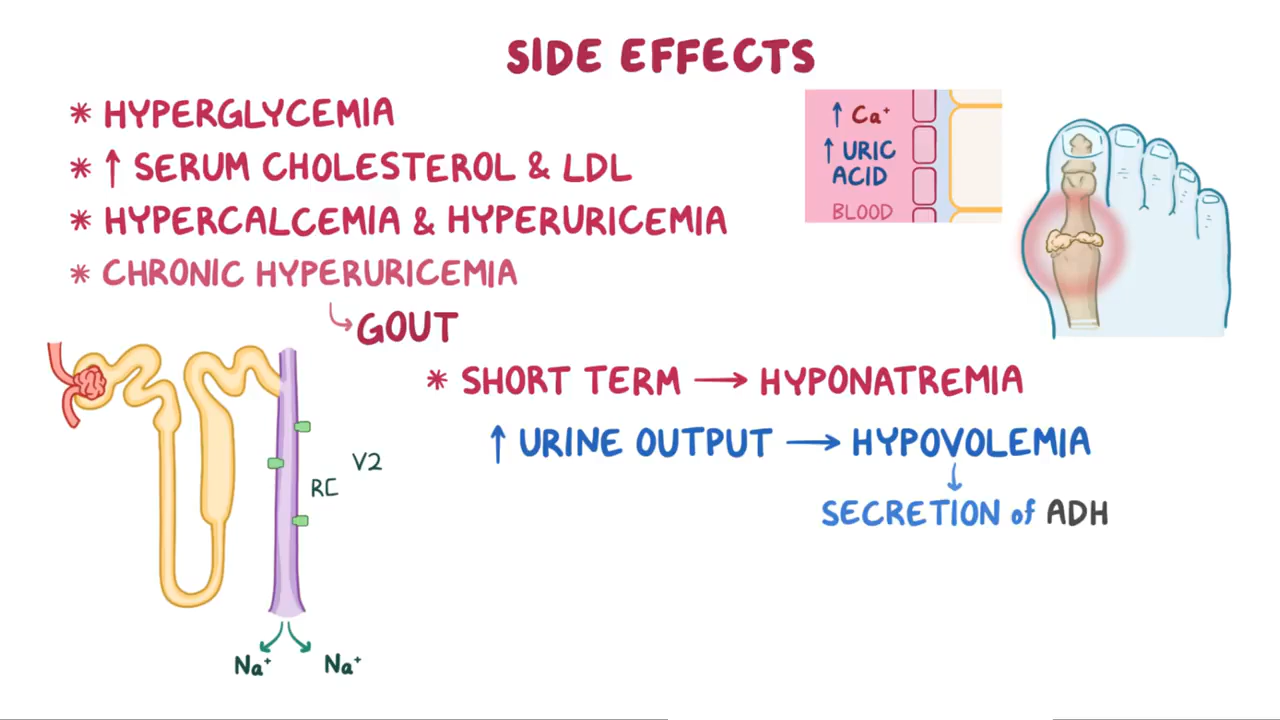 SIDE EFFECTS
* HYPERGLYCEMIA
* ↑ SERUM CHOLESTEROL & LDL
* HYPERCALCEMIA & HYPERURICEMIA
* CHRONIC HYPERURICEMIA
GOUT
↑ Ca⁺
↑ URIC
ACID
BLOOD
* SHORT TERM → HYPONATREMIA
↑ URINE OUTPUT → HYPOVOLEMIA
↓
SECRETION of ADH
V2
RC
Na⁺ Na⁺